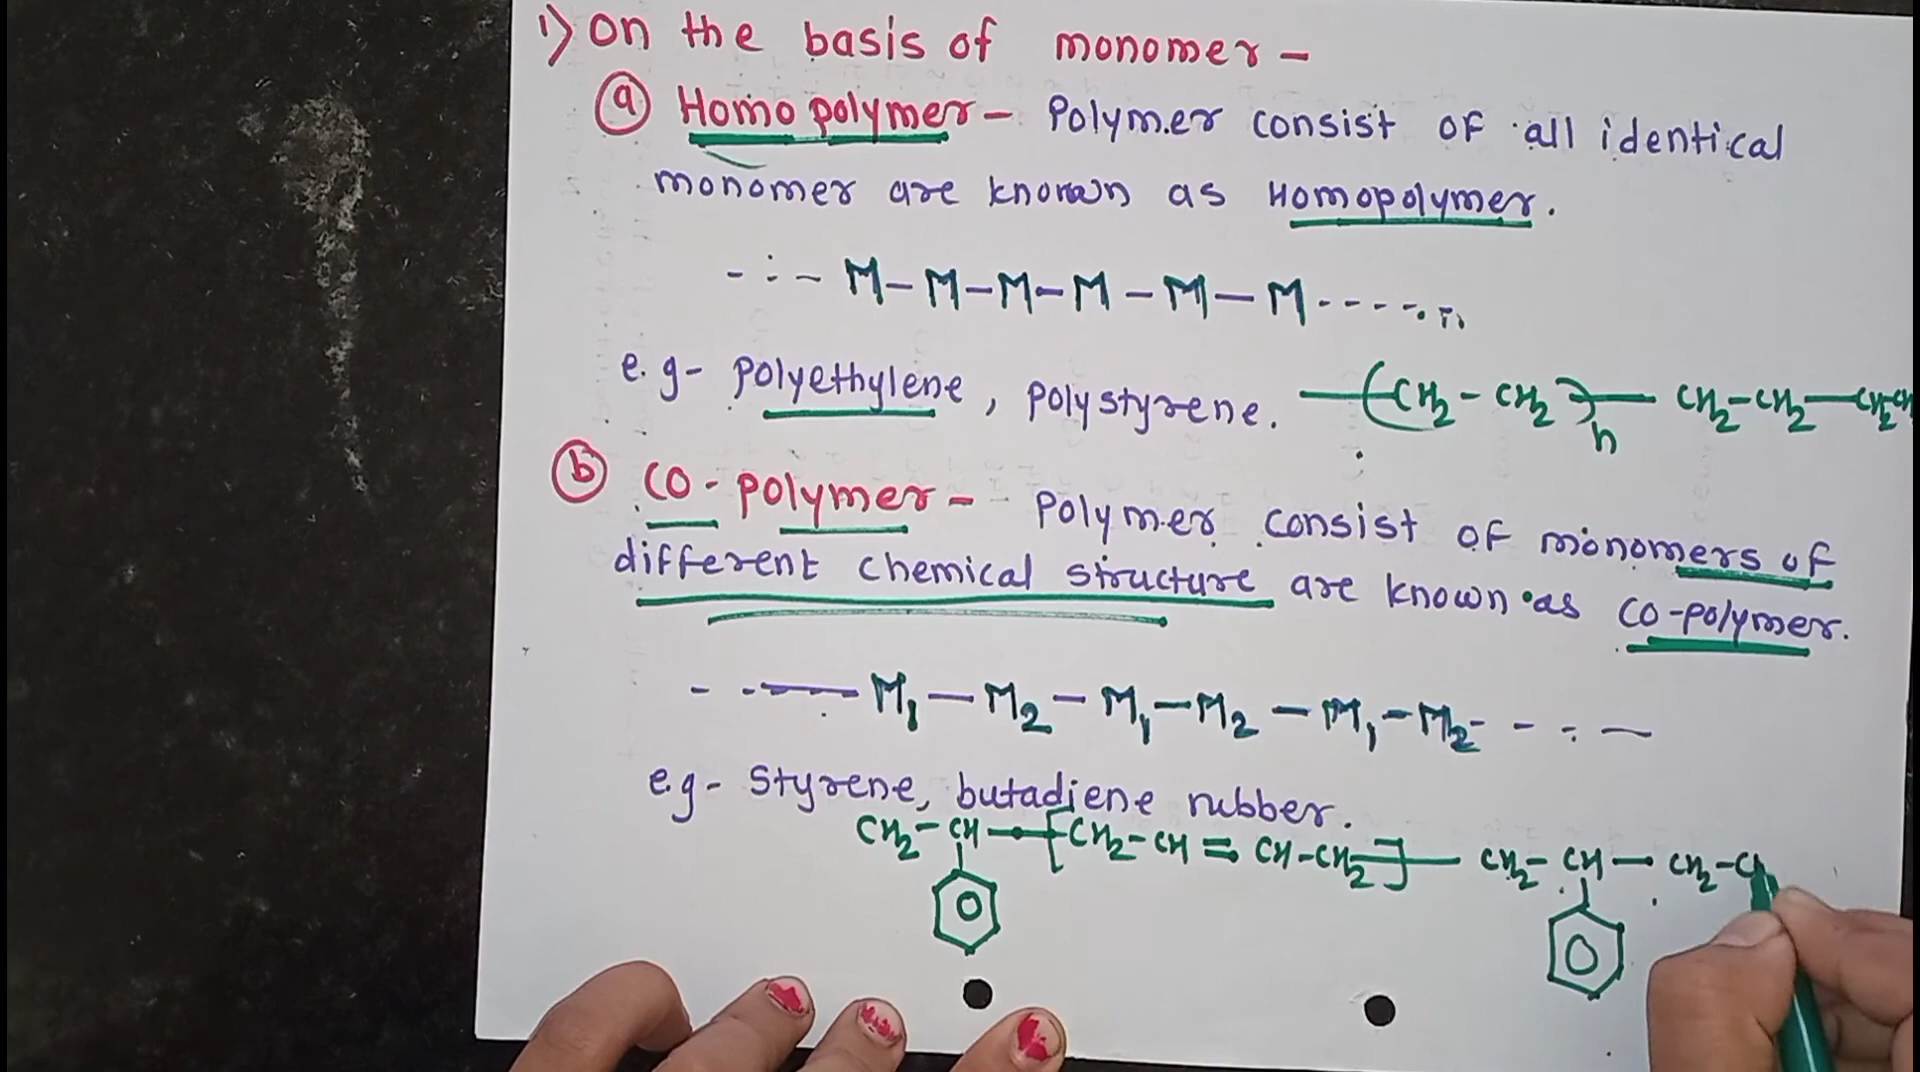 1) On the basis of monomer -
(a) Homo polymer - Polymer consist of all identical
monomer are known as Homopolymer.
- - - M - M - M - M - M - M - - - - -
e.g - Polyethylene, polystyrene. —(CH2 - CH2)n— CH2-CH2—CH2CH
(b) CO - polymer - Polymer consist of monomers of
different chemical structure are known as CO-polymer.
- - — M1 — M2 — M1 — M2 — M1 - M2 - - - —
e.g - Styrene, butadiene rubber.
CH2 - CH —[CH2-CH = CH-CH2]— CH2 - CH — CH2 - C